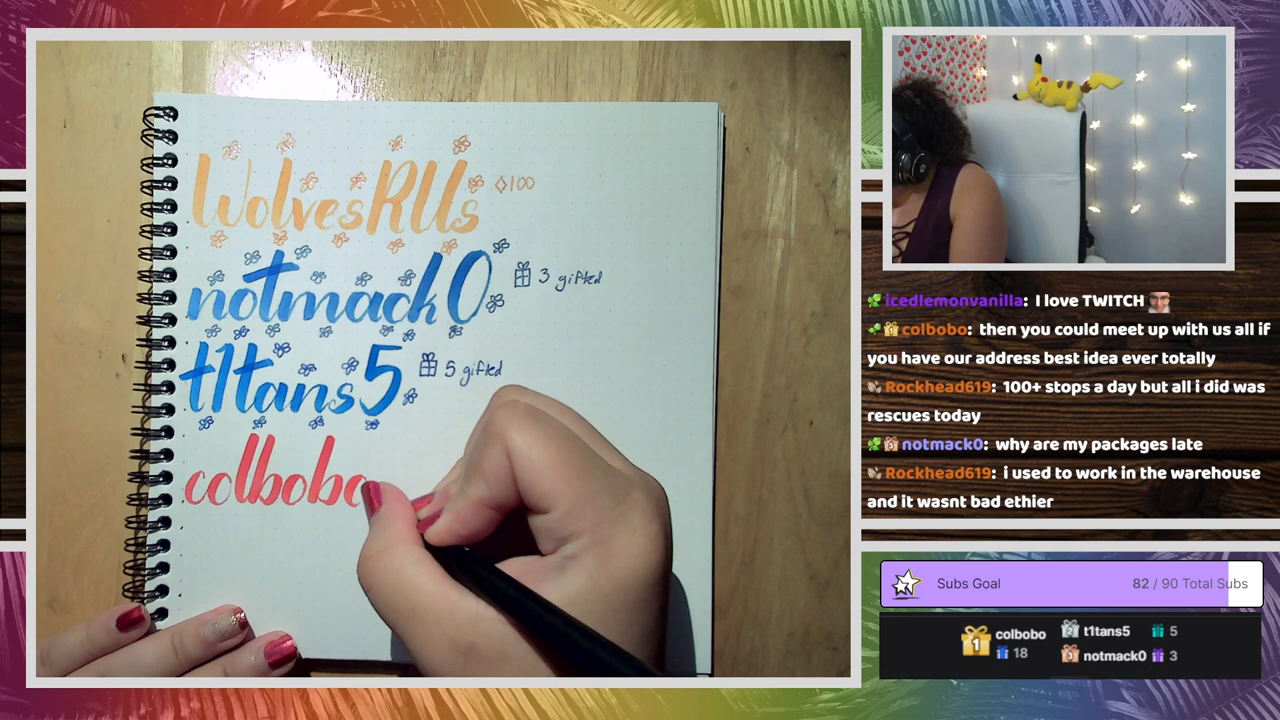 WolvesRUs ◇100
notmack0 3 gifted
t1tans5 5 gifted
colbobo
icedlemonvanilla: I love TWITCH
colbobo: then you could meet up with us all if
you have our address best idea ever totally
Rockhead619: 100+ stops a day but all i did was
rescues today
notmack0: why are my packages late
Rockhead619: i used to work in the warehouse
and it wasnt bad ethier
Subs Goal 82 / 90 Total Subs
1 colbobo 18
2 t1tans5 5
3 notmack0 3